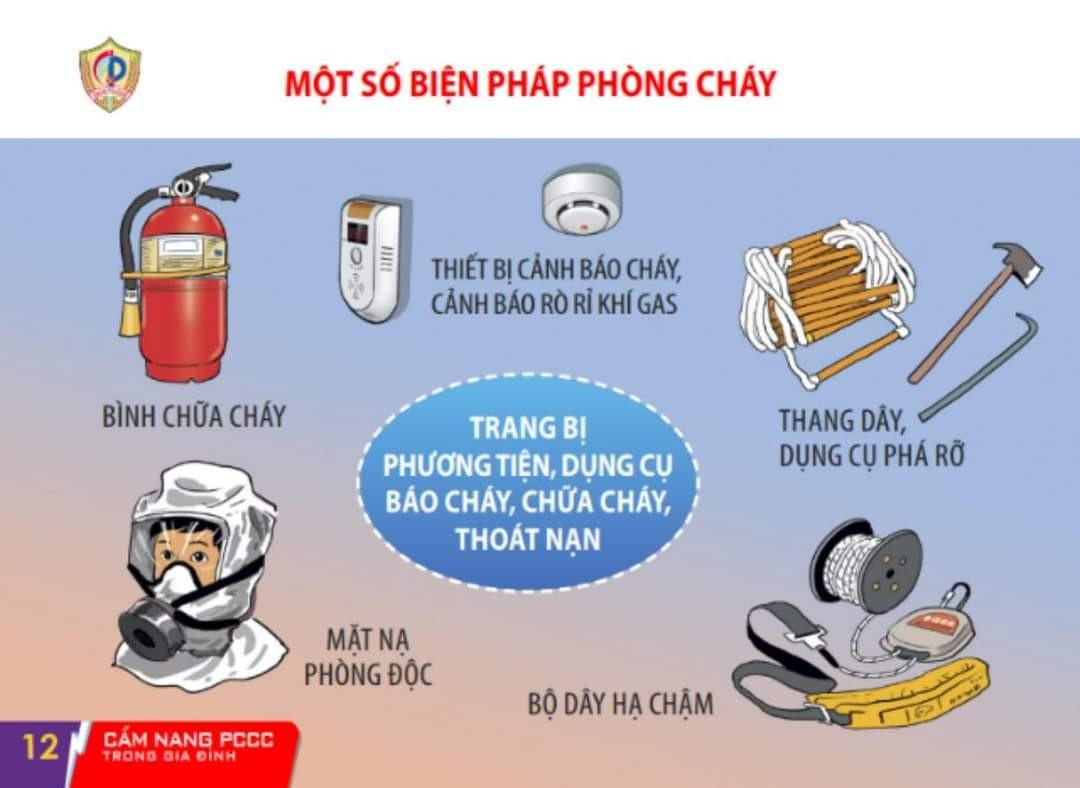 MỘT SỐ BIỆN PHÁP PHÒNG CHÁY
THIẾT BỊ CẢNH BÁO CHÁY,
CẢNH BÁO RÒ RỈ KHÍ GAS
BÌNH CHỮA CHÁY
THANG DÂY,
DỤNG CỤ PHÁ RỠ
TRANG BỊ
PHƯƠNG TIỆN, DỤNG CỤ
BÁO CHÁY, CHỮA CHÁY,
THOÁT NẠN
MẶT NẠ
PHÒNG ĐỘC
BỘ DÂY HẠ CHẬM
12
CẨM NANG PCCC
TRONG GIA ĐÌNH